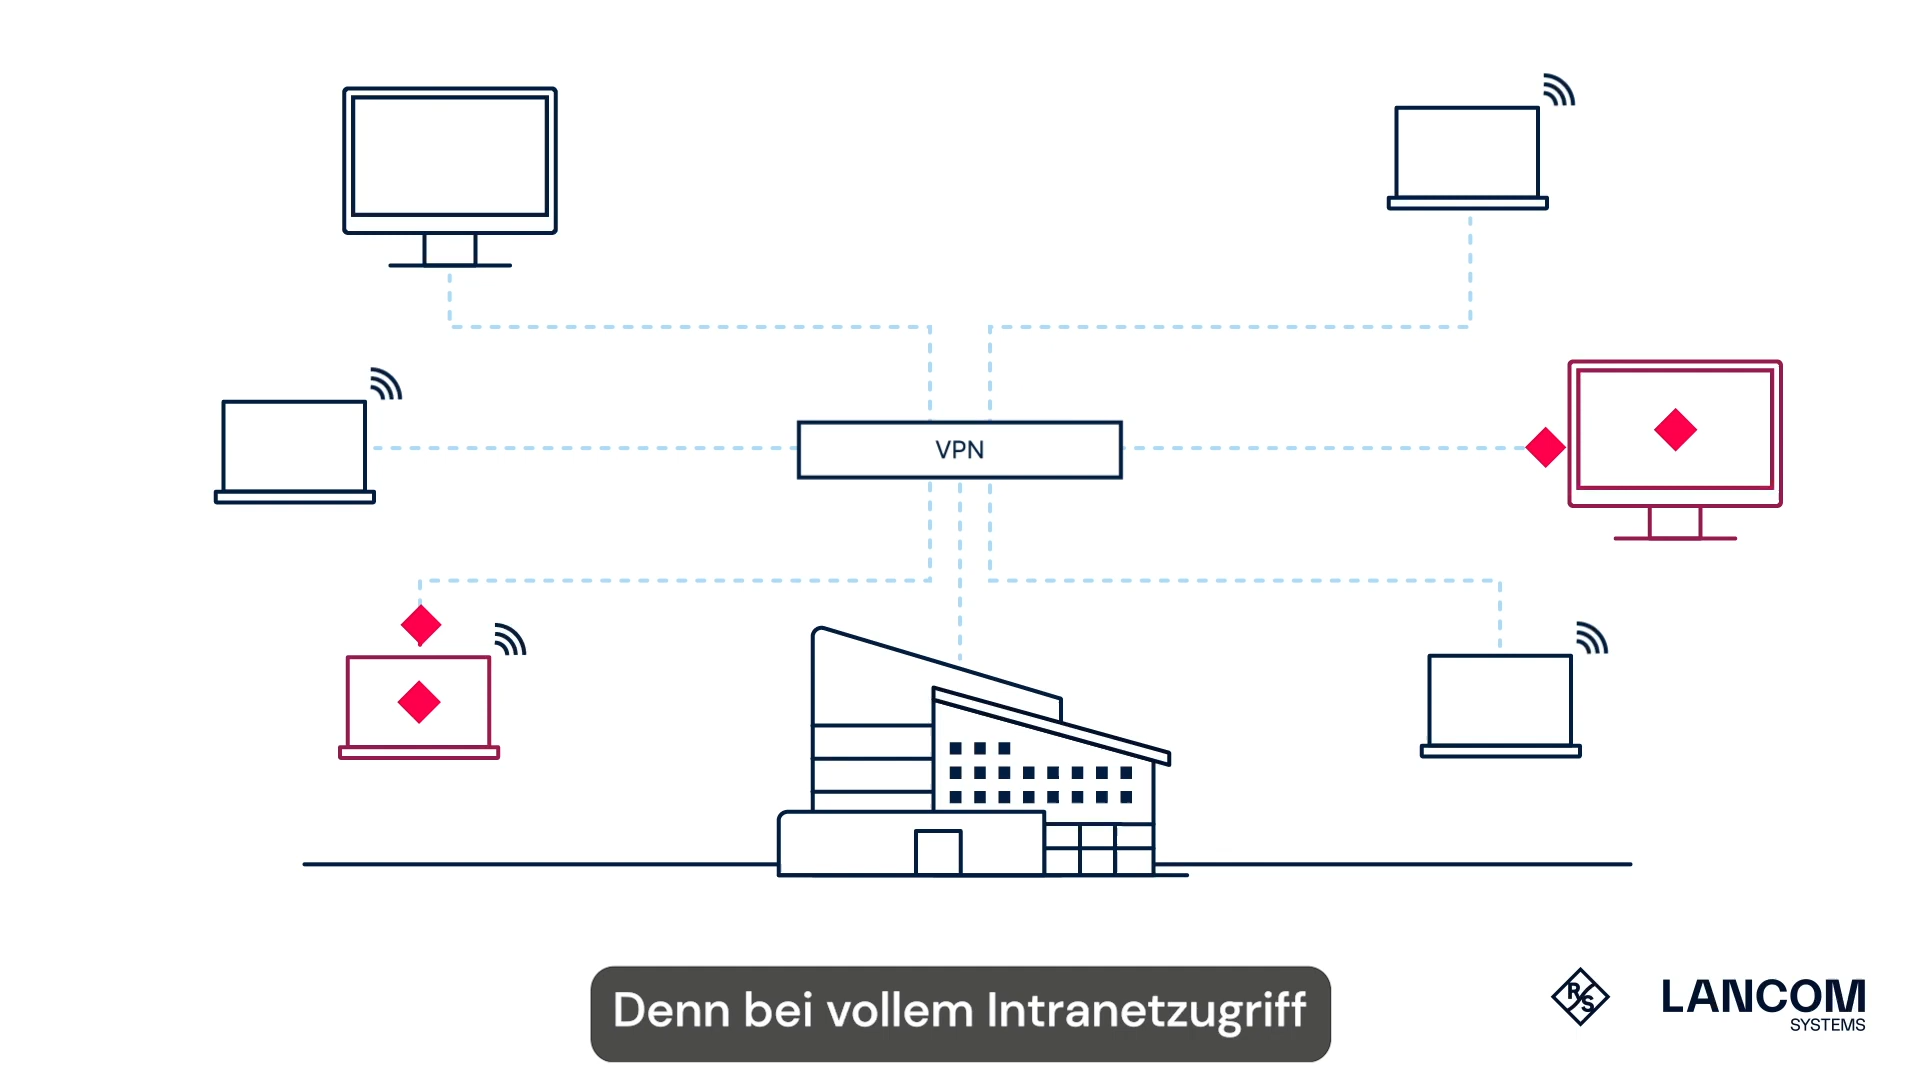 VPN
Denn bei vollem Intranetzugriff
R S
LANCOM
SYSTEMS